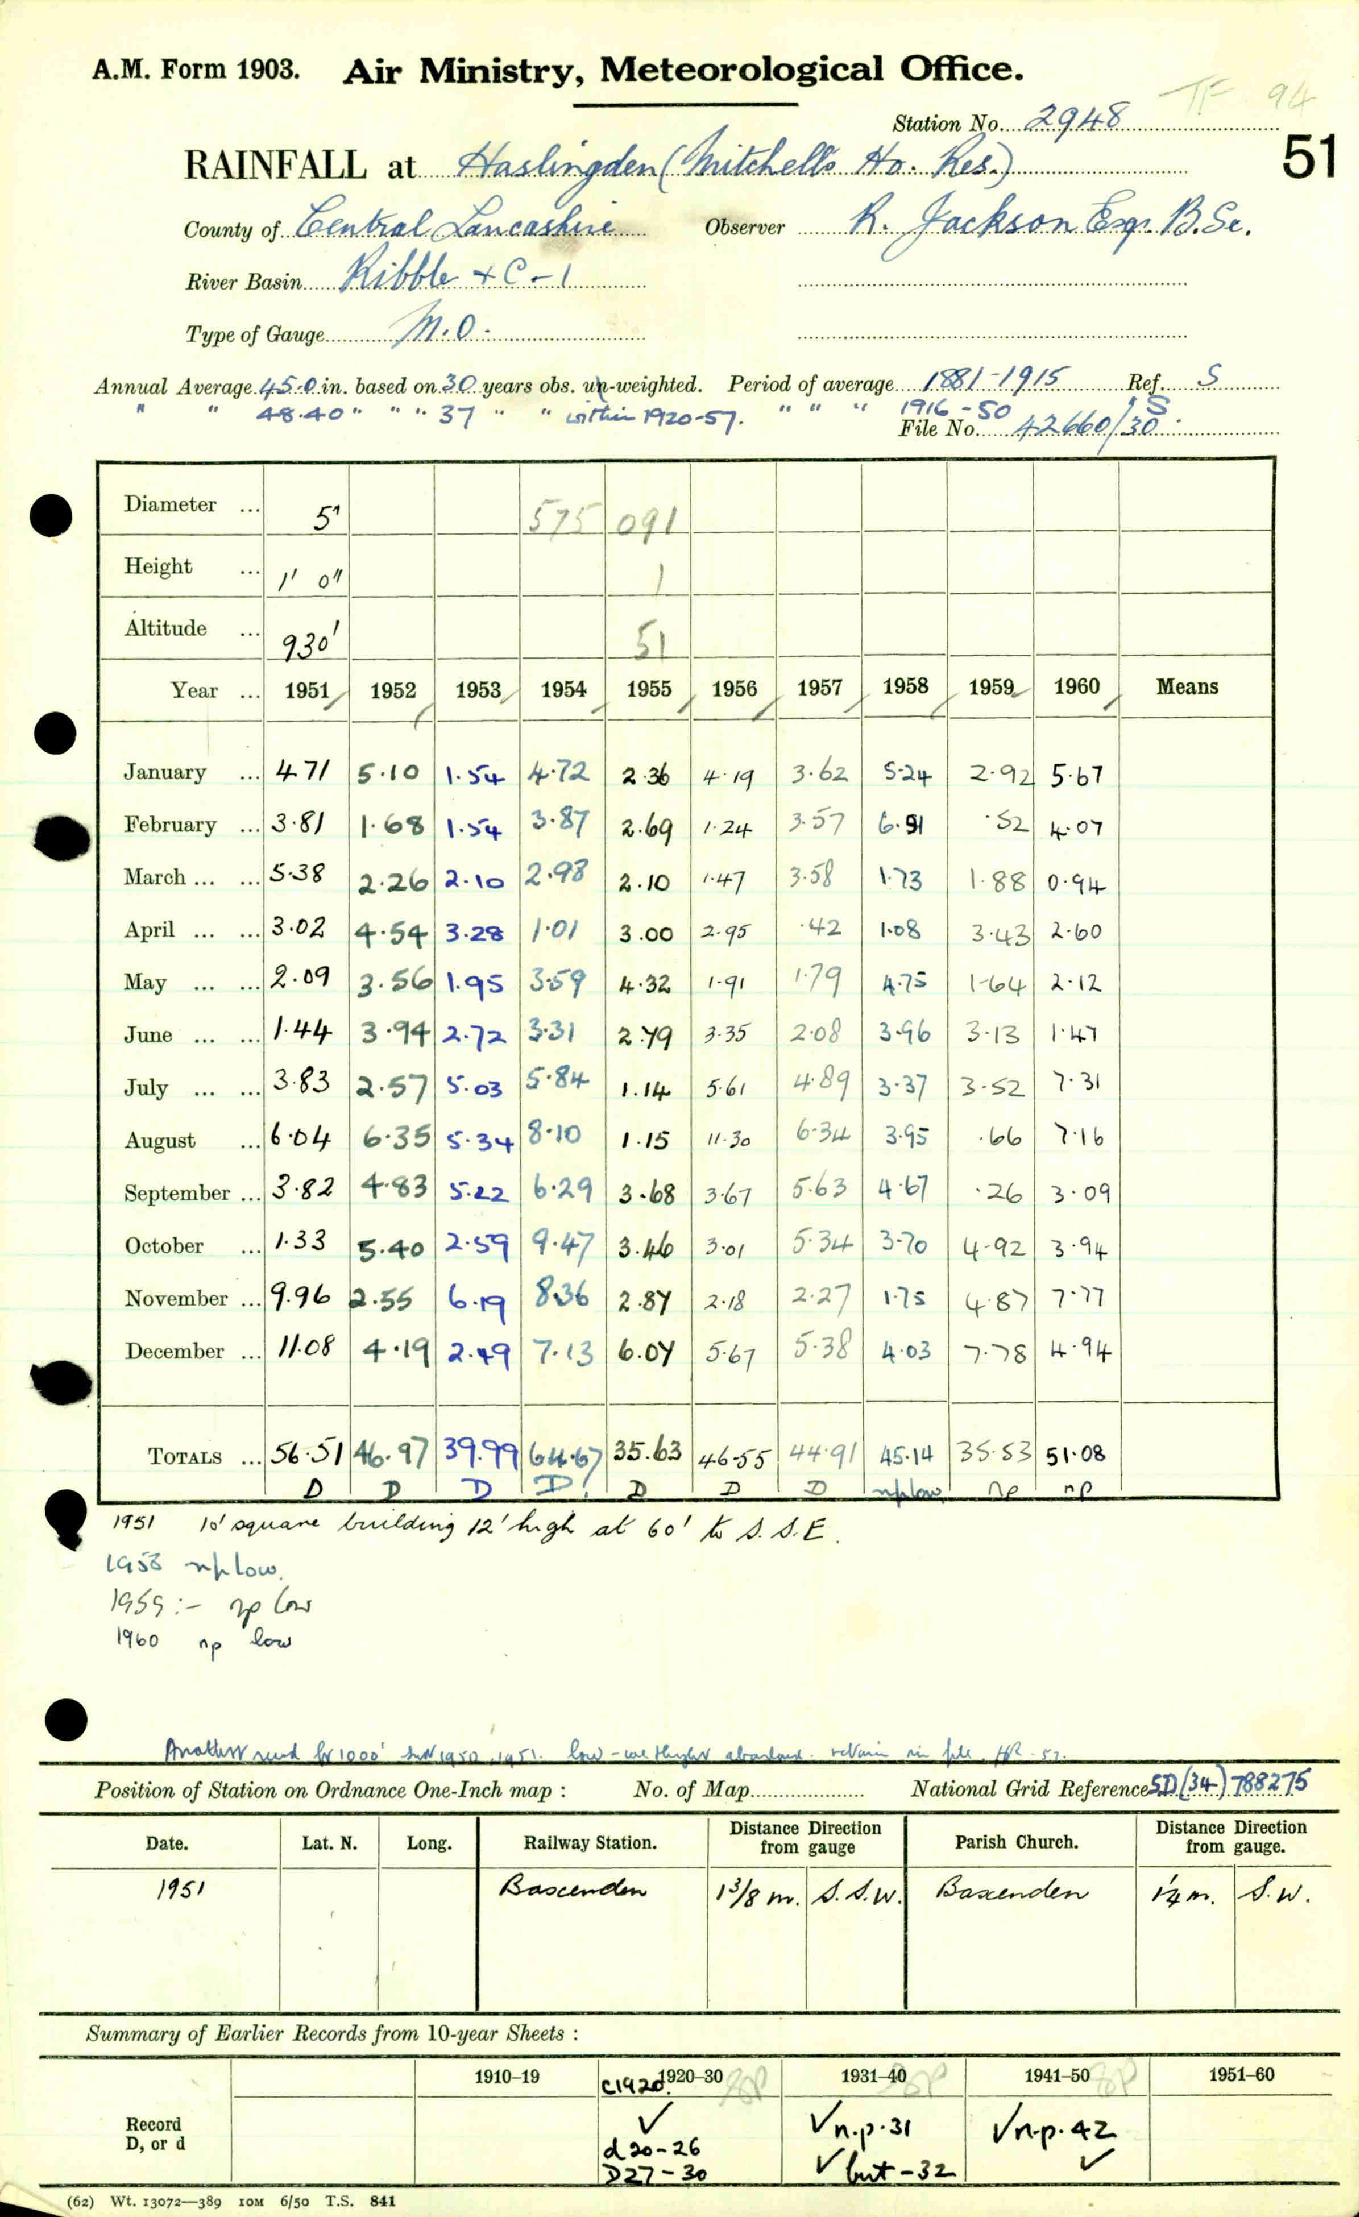 A.M. Form 1903. Air Ministry, Meteorological Office.
TF 94
Station No. 2948
51
RAINFALL at Haslingden (Mitchells Ho. Res.)
County of Central Lancashire Observer R. Jackson Esq. B.Sc.
River Basin Ribble + C-1
Type of Gauge M.O.
Annual Average 45.0 in. based on 30 years obs. un-weighted. Period of average 1881-1915 Ref. S
" " 48.40 " " " 37 " " within 1920-57. " " " 1916-50 S
File No. 42660/30
Diameter ... 5" 575 091
Height ... 1' 0" 1
Altitude ... 930' 51
Year ... 1951 1952 1953 1954 1955 1956 1957 1958 1959 1960 Means
January ... 4.71 5.10 1.54 4.72 2.36 4.19 3.62 5.24 2.92 5.67
February ... 3.81 1.68 1.54 3.87 2.69 1.24 3.57 6.91 .52 4.07
March ... ... 5.38 2.26 2.10 2.98 2.10 1.47 3.58 1.73 1.88 0.94
April ... ... 3.02 4.54 3.28 1.01 3.00 2.95 .42 1.08 3.43 2.60
May ... ... 2.09 3.56 1.95 3.59 4.32 1.91 1.79 4.75 1.64 2.12
June ... ... 1.44 3.94 2.72 3.31 2.79 3.35 2.08 3.96 3.13 1.47
July ... ... 3.83 2.57 5.03 5.84 1.14 5.61 4.89 3.37 3.52 7.31
August ... 6.04 6.35 5.34 8.10 1.15 11.30 6.34 3.95 .66 7.16
September ... 3.82 4.83 5.22 6.29 3.68 3.67 5.63 4.67 .26 3.09
October ... 1.33 5.40 2.59 9.47 3.46 3.01 5.34 3.70 4.92 3.94
November ... 9.96 2.55 6.19 8.36 2.87 2.18 2.27 1.75 4.87 7.77
December ... 11.08 4.19 2.49 7.13 6.07 5.67 5.38 4.03 7.78 4.94
TOTALS ... 56.51 46.97 39.99 64.67 35.63 46.55 44.91 45.14 35.53 51.08
D D D D! D D D np low np np
1951 10' square building 12' high at 60' to S.S.E.
1958 np low.
1959 :- np low
1960 np low
Another record for 1000' 1950, 1951. low - retain in file. 57.
Position of Station on Ordnance One-Inch map : No. of Map National Grid Reference SD (34) 788275
Date. Lat. N. Long. Railway Station. Distance Direction from gauge Parish Church. Distance Direction from gauge.
1951 Baxenden 1 3/8 m. S.S.W. Baxenden 1/4 m. S.W.
Summary of Earlier Records from 10-year Sheets :
1910–19 c1920. 1920–30 1931–40 1941–50 1951–60
Record D, or d ✓ ✓n.p.31 ✓n.p.42
d20-26 ✓but-32 ✓
D27-30
(62) Wt. 13072—389 10M 6/50 T.S. 841